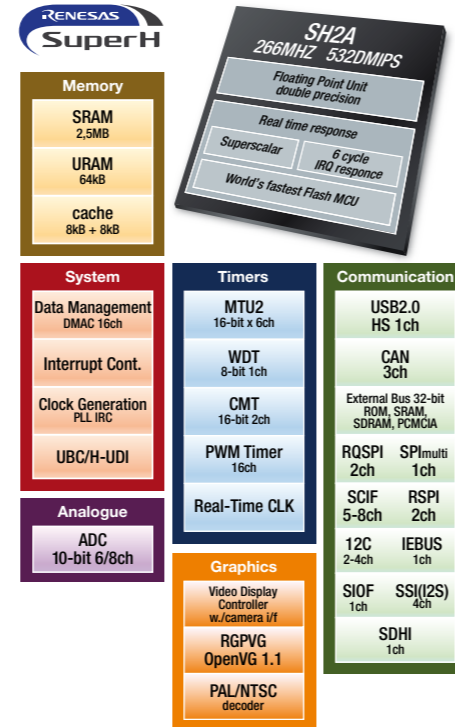 RENESAS
SuperH
SH2A
266MHZ 532DMIPS
Floating Point Unit
double precision
Real time response
Superscalar
6 cycle
IRQ responce
World's fastest Flash MCU
Memory
SRAM
2,5MB
URAM
64kB
cache
8kB + 8kB
System
Data Management
DMAC 16ch
Interrupt Cont.
Clock Generation
PLL IRC
UBC/H-UDI
Analogue
ADC
10-bit 6/8ch
Timers
MTU2
16-bit x 6ch
WDT
8-bit 1ch
CMT
16-bit 2ch
PWM Timer
16ch
Real-Time CLK
Graphics
Video Display
Controller
w./camera i/f
RGPVG
OpenVG 1.1
PAL/NTSC
decoder
Communication
USB2.0
HS 1ch
CAN
3ch
External Bus 32-bit
ROM, SRAM,
SDRAM, PCMCIA
RQSPI SPImulti
2ch 1ch
SCIF RSPI
5-8ch 2ch
12C IEBUS
2-4ch 1ch
SIOF SSI(I2S)
1ch 4ch
SDHI
1ch